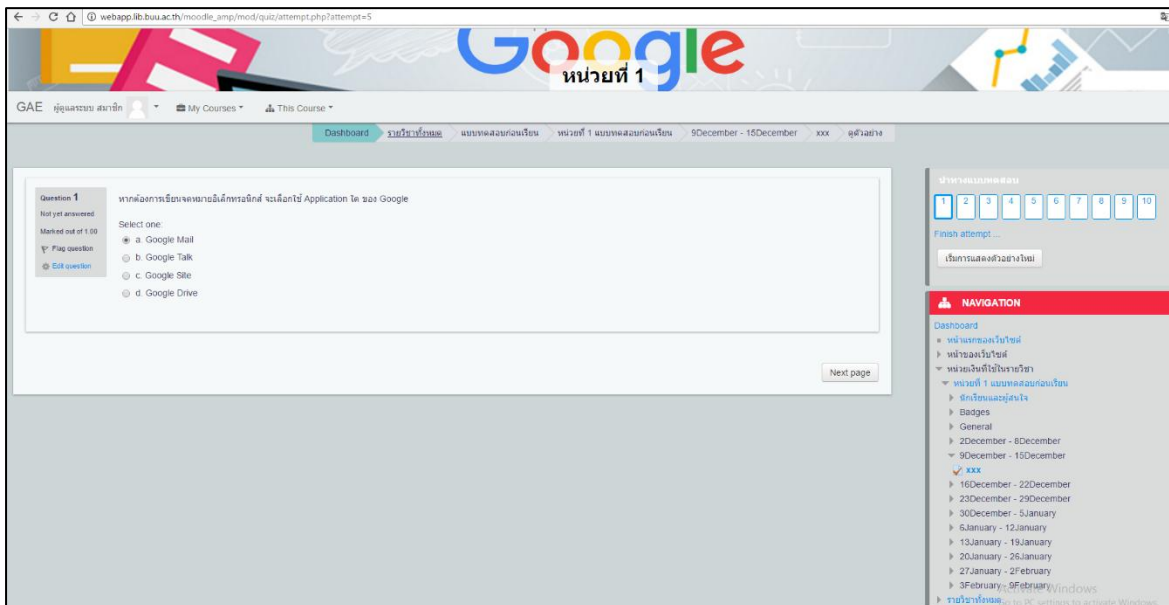 webapp.lib.buu.ac.th/moodle_amp/mod/quiz/attempt.php?attempt=5
Google
หน่วยที่ 1
GAE ผู้ดูแลระบบ สมาชิก My Courses This Course
Dashboard รายวิชาทั้งหมด แบบทดสอบก่อนเรียน หน่วยที่ 1 แบบทดสอบก่อนเรียน 9December - 15December xxx ดูตัวอย่าง
Question 1
Not yet answered
Marked out of 1.00
Flag question
Edit question
หากต้องการเขียนจดหมายอิเล็กทรอนิกส์ จะเลือกใช้ Application ใด ของ Google
Select one:
a. Google Mail
b. Google Talk
c. Google Site
d. Google Drive
Next page
นำทางแบบทดสอบ
1 2 3 4 5 6 7 8 9 10
Finish attempt ...
เริ่มการแสดงตัวอย่างใหม่
NAVIGATION
Dashboard
หน้าแรกของเว็บไซต์
หน้าของเว็บไซต์
หน่วยเงินที่ใช้ในรายวิชา
หน่วยที่ 1 แบบทดสอบก่อนเรียน
นักเรียนและผู้สนใจ
Badges
General
2December - 8December
9December - 15December
xxx
16December - 22December
23December - 29December
30December - 5January
6January - 12January
13January - 19January
20January - 26January
27January - 2February
3February - 9February
Activate Windows
รายวิชาทั้งหมด
Go to PC settings to activate Windows.